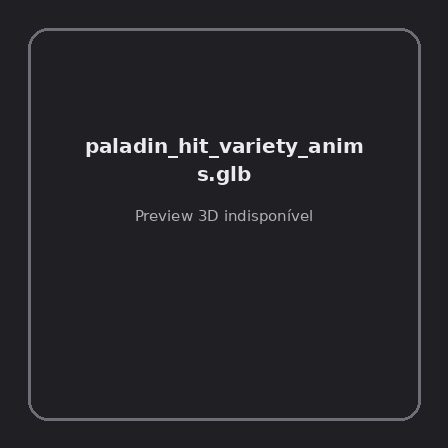 paladin_hit_variety_anim
s.glb
Preview 3D indisponível